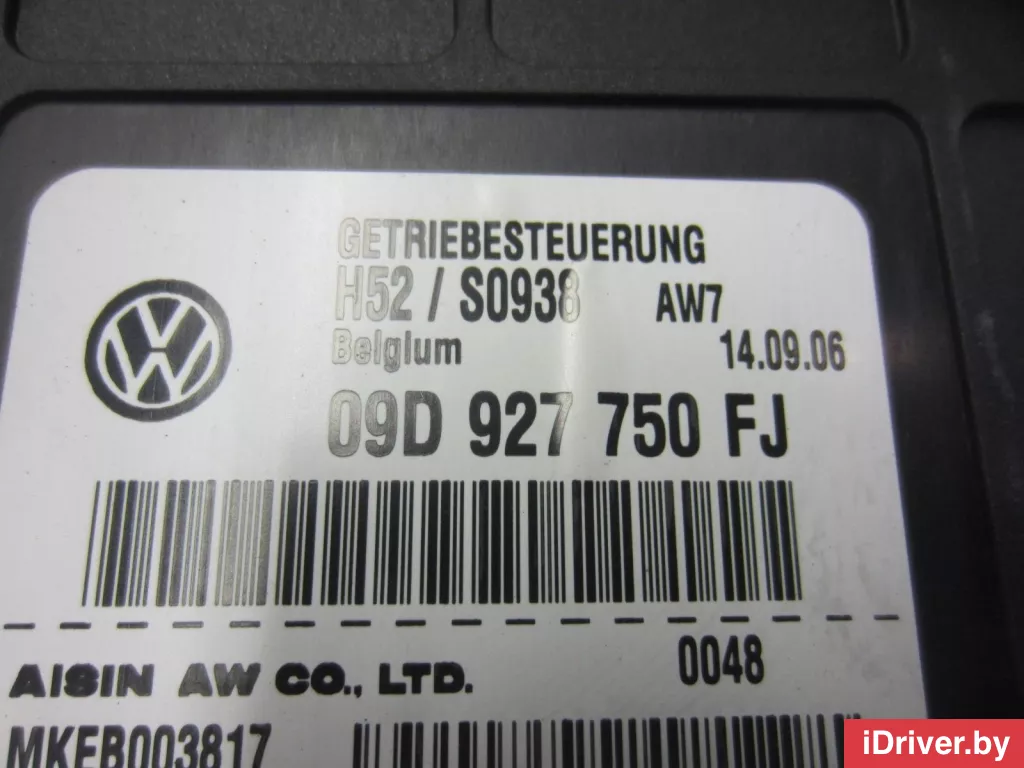 GETRIEBESTEUERUNG
H52 / S0938 AW7
Belgium 14.09.06
09D 927 750 FJ
AISIN AW CO., LTD. 0048
MKEB003817
iDriver.by